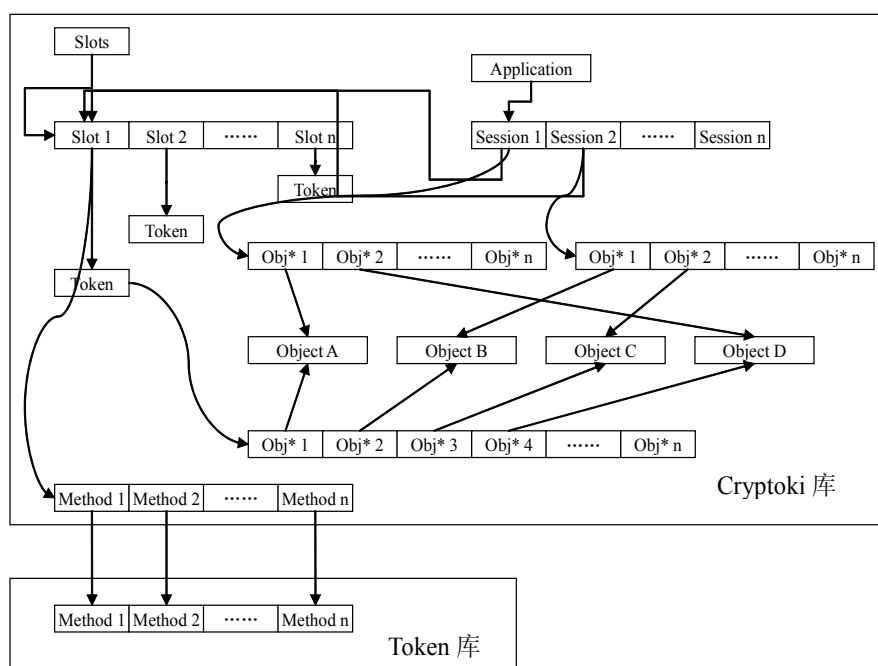 Slots
Application
Slot 1 Slot 2 …… Slot n
Session 1 Session 2 …… Session n
Token
Token
Token
Obj* 1 Obj* 2 …… Obj* n
Obj* 1 Obj* 2 …… Obj* n
Object A Object B Object C Object D
Obj* 1 Obj* 2 Obj* 3 Obj* 4 …… Obj* n
Cryptoki 库
Method 1 Method 2 …… Method n
Method 1 Method 2 …… Method n
Token 库